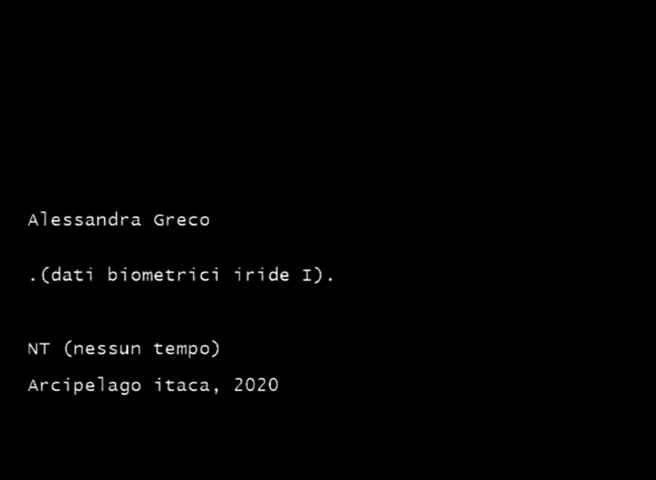 Alessandra Greco
.(dati biometrici iride I).
NT (nessun tempo)
Arcipelago itaca, 2020